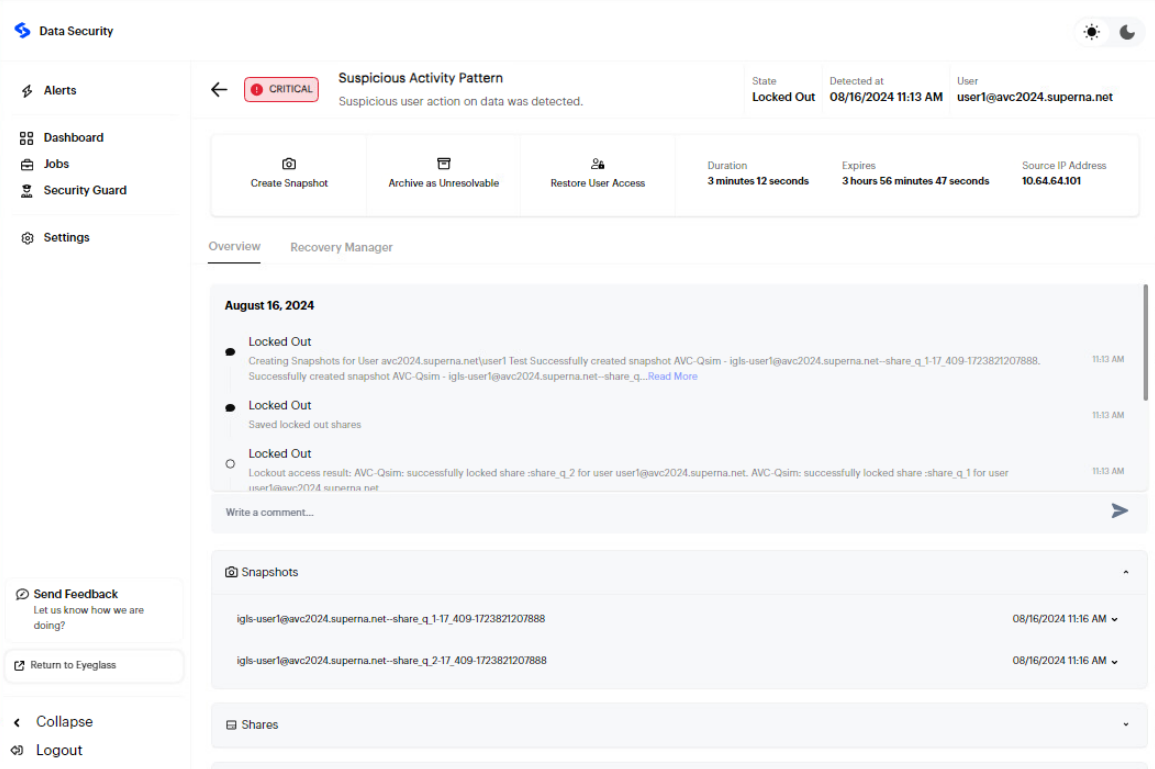 Data Security
Alerts
Dashboard
Jobs
Security Guard
Settings
Send Feedback
Let us know how we are
doing?
Return to Eyeglass
Collapse
Logout
CRITICAL
Suspicious Activity Pattern
Suspicious user action on data was detected.
State
Locked Out
Detected at
08/16/2024 11:13 AM
User
user1@avc2024.superna.net
Create Snapshot
Archive as Unresolvable
Restore User Access
Duration
3 minutes 12 seconds
Expires
3 hours 56 minutes 47 seconds
Source IP Address
10.64.64.101
Overview
Recovery Manager
August 16, 2024
Locked Out
Creating Snapshots for User avc2024.superna.net\user1 Test Successfully created snapshot AVC-Qsim - igls-user1@avc2024.superna.net--share_q_1-17_409-1723821207888.
Successfully created snapshot AVC-Qsim - igls-user1@avc2024.superna.net--share_q...Read More
11:13 AM
Locked Out
Saved locked out shares
11:13 AM
Locked Out
Lockout access result: AVC-Qsim: successfully locked share :share_q_2 for user user1@avc2024.superna.net. AVC-Qsim: successfully locked share :share_q_1 for user
user1@avc2024.superna.net
11:13 AM
Write a comment...
Snapshots
igls-user1@avc2024.superna.net--share_q_1-17_409-1723821207888
08/16/2024 11:16 AM
igls-user1@avc2024.superna.net--share_q_2-17_409-1723821207888
08/16/2024 11:16 AM
Shares